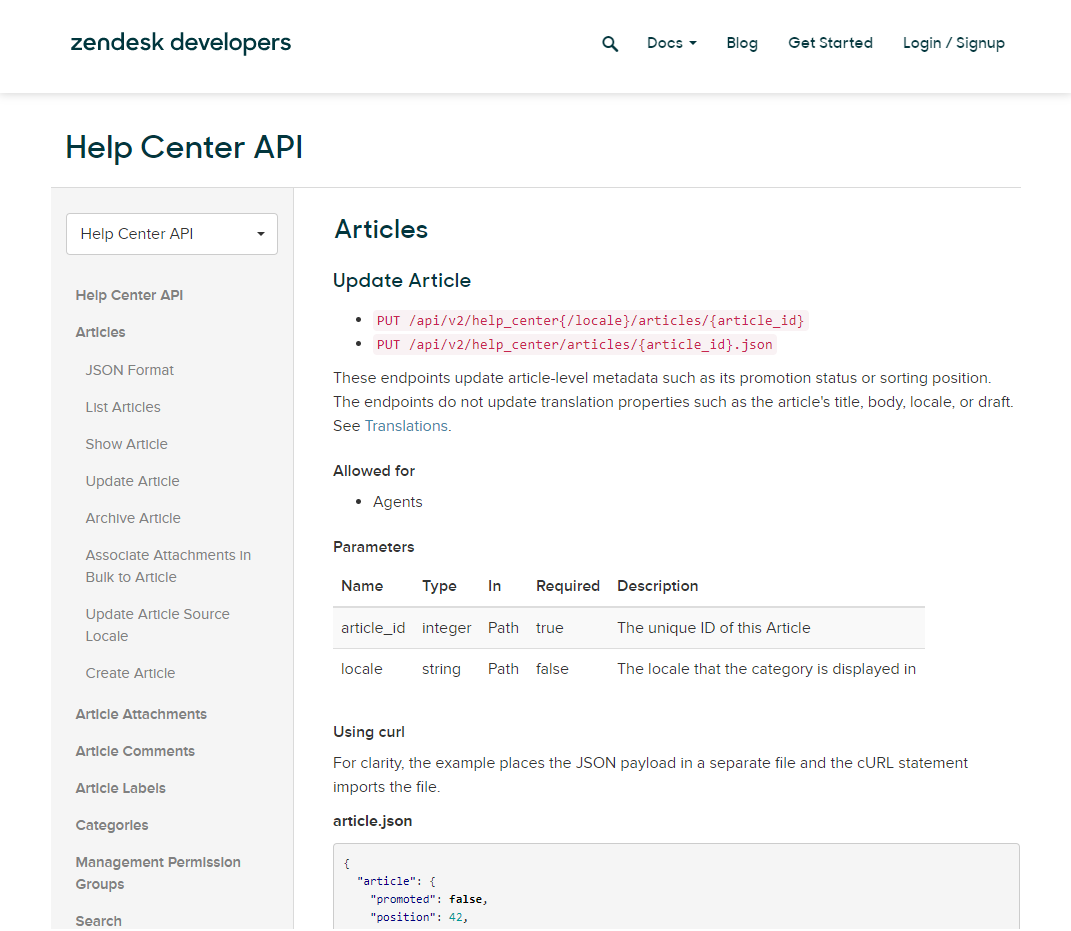 zendesk developers
Docs
Blog
Get Started
Login / Signup
Help Center API
Help Center API
Help Center API
Articles
JSON Format
List Articles
Show Article
Update Article
Archive Article
Associate Attachments in
Bulk to Article
Update Article Source
Locale
Create Article
Article Attachments
Article Comments
Article Labels
Categories
Management Permission
Groups
Search
Articles
Update Article
PUT /api/v2/help_center{/locale}/articles/{article_id}
PUT /api/v2/help_center/articles/{article_id}.json
These endpoints update article-level metadata such as its promotion status or sorting position.
The endpoints do not update translation properties such as the article's title, body, locale, or draft.
See Translations.
Allowed for
Agents
Parameters
Name Type In Required Description
article_id integer Path true The unique ID of this Article
locale string Path false The locale that the category is displayed in
Using curl
For clarity, the example places the JSON payload in a separate file and the cURL statement
imports the file.
article.json
{
"article": {
"promoted": false,
"position": 42,